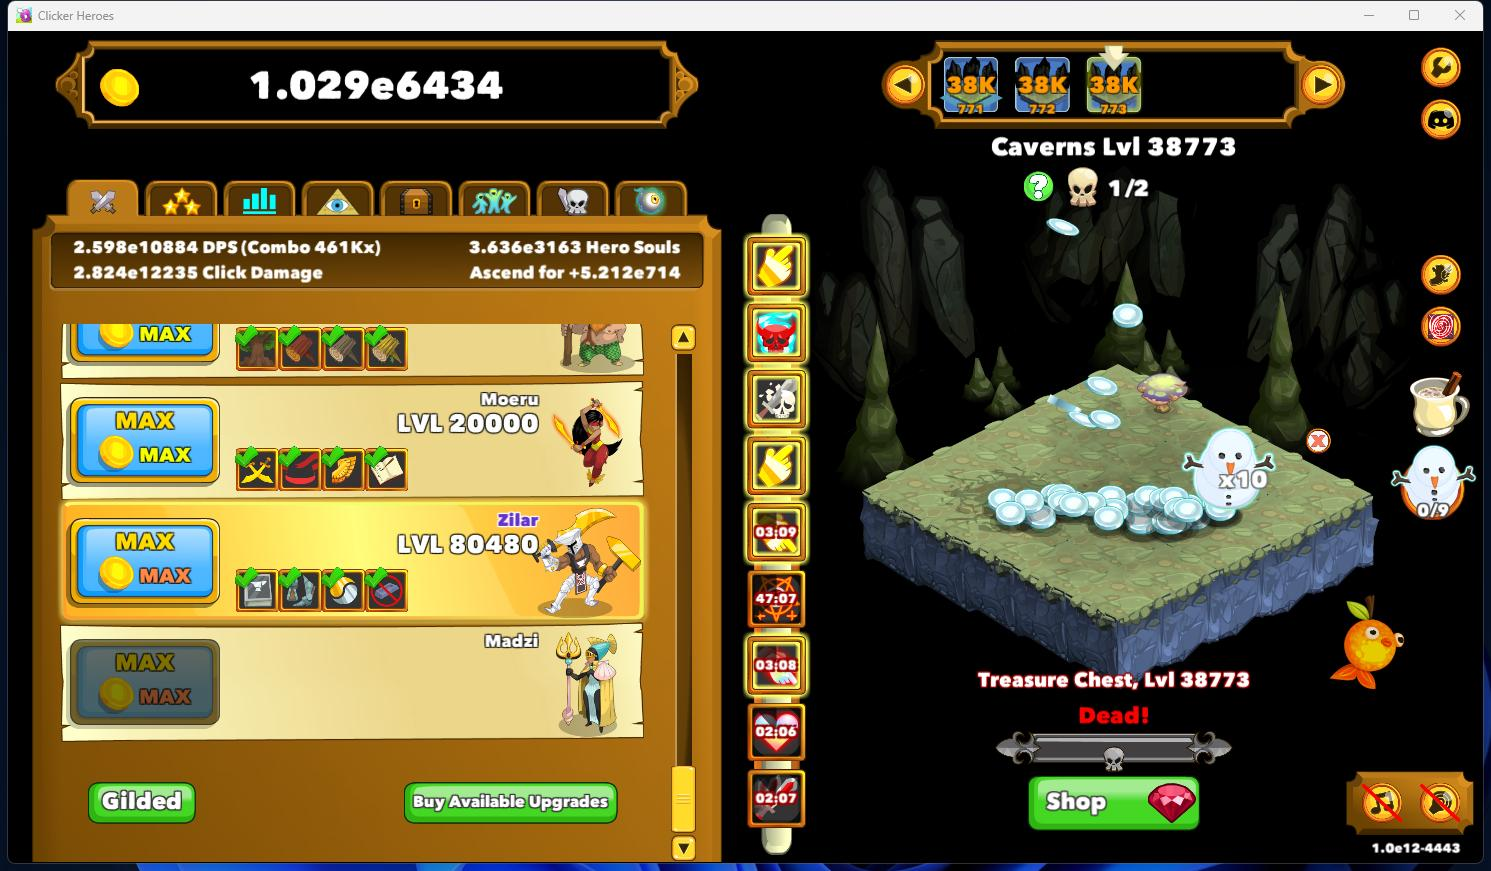 Clicker Heroes
1.029e6434
38K
771
38K
772
38K
773
Caverns Lvl 38773
1/2
2.598e10884 DPS (Combo 461Kx)
3.636e3163 Hero Souls
2.824e12235 Click Damage
Ascend for +5.212e714
MAX
Moeru
LVL 20000
MAX
MAX
Zilar
LVL 80480
MAX
MAX
Madzi
MAX
MAX
Gilded
Buy Available Upgrades
03:09
47:07
03:08
02:06
02:07
x10
0/9
Treasure Chest, Lvl 38773
Dead!
Shop
1.0e12-4443